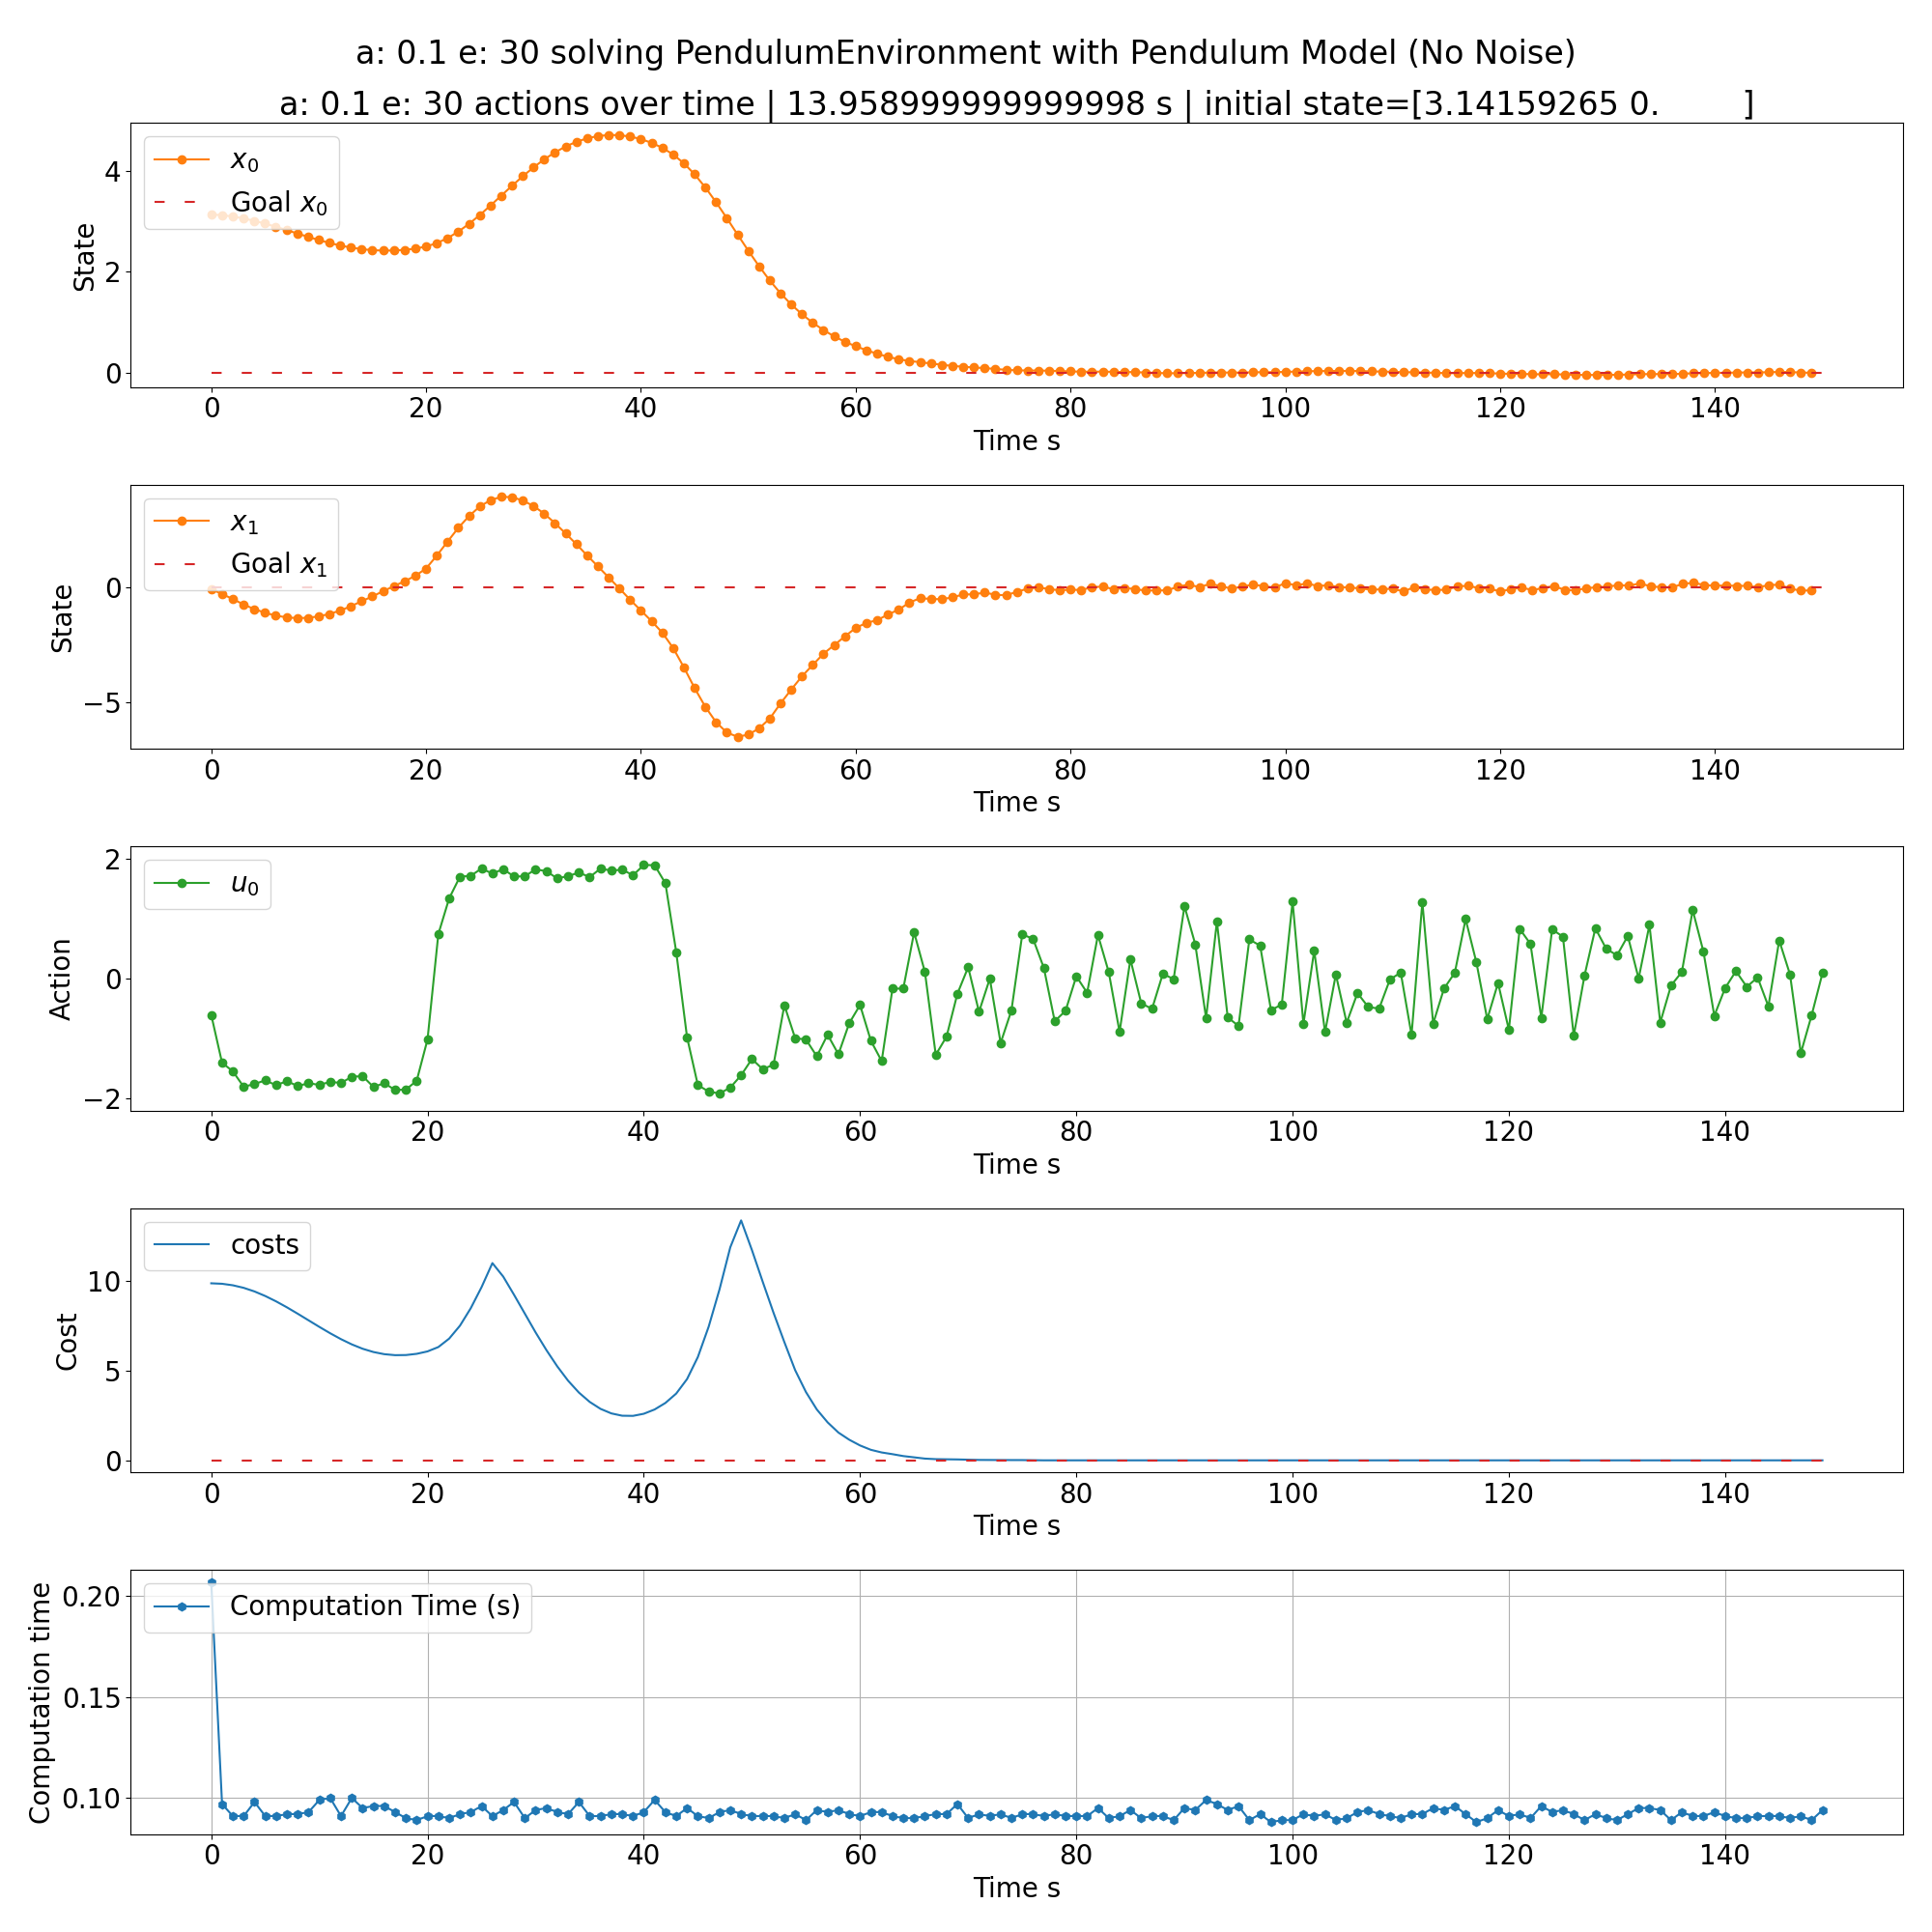 a: 0.1 e: 30 solving PendulumEnvironment with Pendulum Model (No Noise)
a: 0.1 e: 30 actions over time | 13.958999999999998 s | initial state=[3.14159265 0.         ]
x0
Goal x0
State
4
2
0
0 20 40 60 80 100 120 140
Time s
x1
Goal x1
State
0
−5
0 20 40 60 80 100 120 140
Time s
u0
Action
2
0
−2
0 20 40 60 80 100 120 140
Time s
costs
Cost
10
5
0
0 20 40 60 80 100 120 140
Time s
Computation Time (s)
Computation time
0.20
0.15
0.10
0 20 40 60 80 100 120 140
Time s